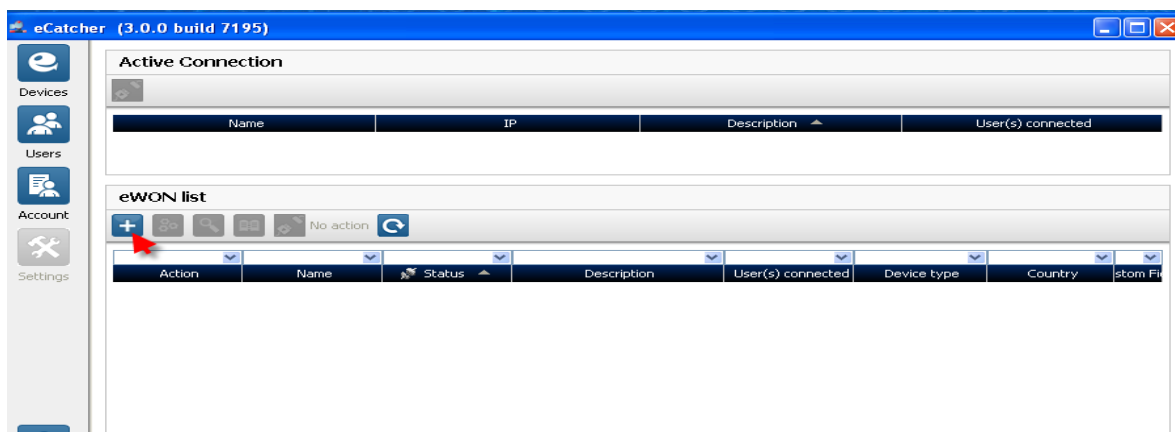 eCatcher (3.0.0 build 7195)
Devices
Users
Account
Settings
Active Connection
Name IP Description User(s) connected
eWON list
No action
Action Name Status Description User(s) connected Device type Country stom Fie